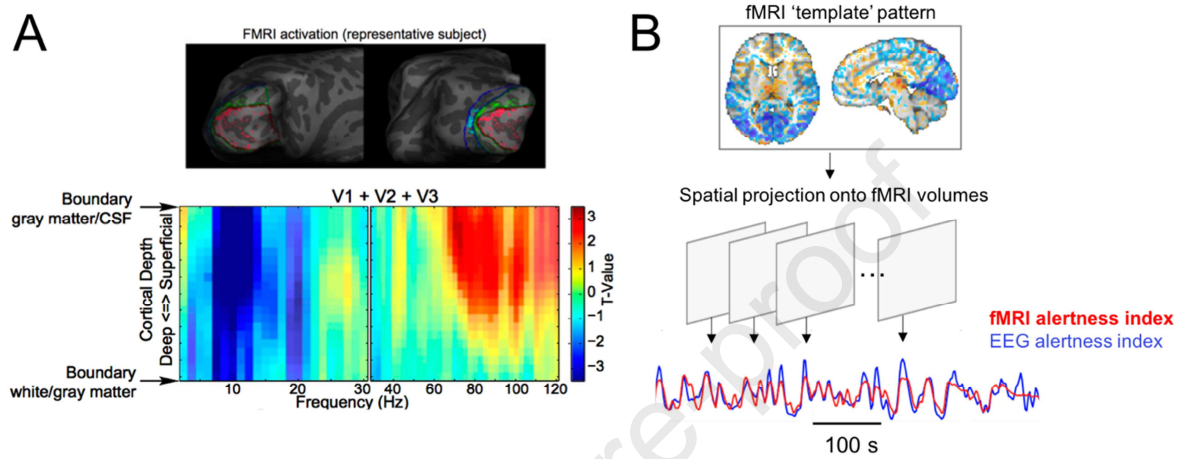 A
FMRI activation (representative subject)
Boundary
gray matter/CSF
V1 + V2 + V3
Cortical Depth
Deep <=> Superficial
Boundary
white/gray matter
10
20
30
40
60
80
100
120
Frequency (Hz)
3
2
1
0
−1
−2
−3
T-Value
B
fMRI ‘template’ pattern
Spatial projection onto fMRI volumes
...
fMRI alertness index
EEG alertness index
100 s
re-proof